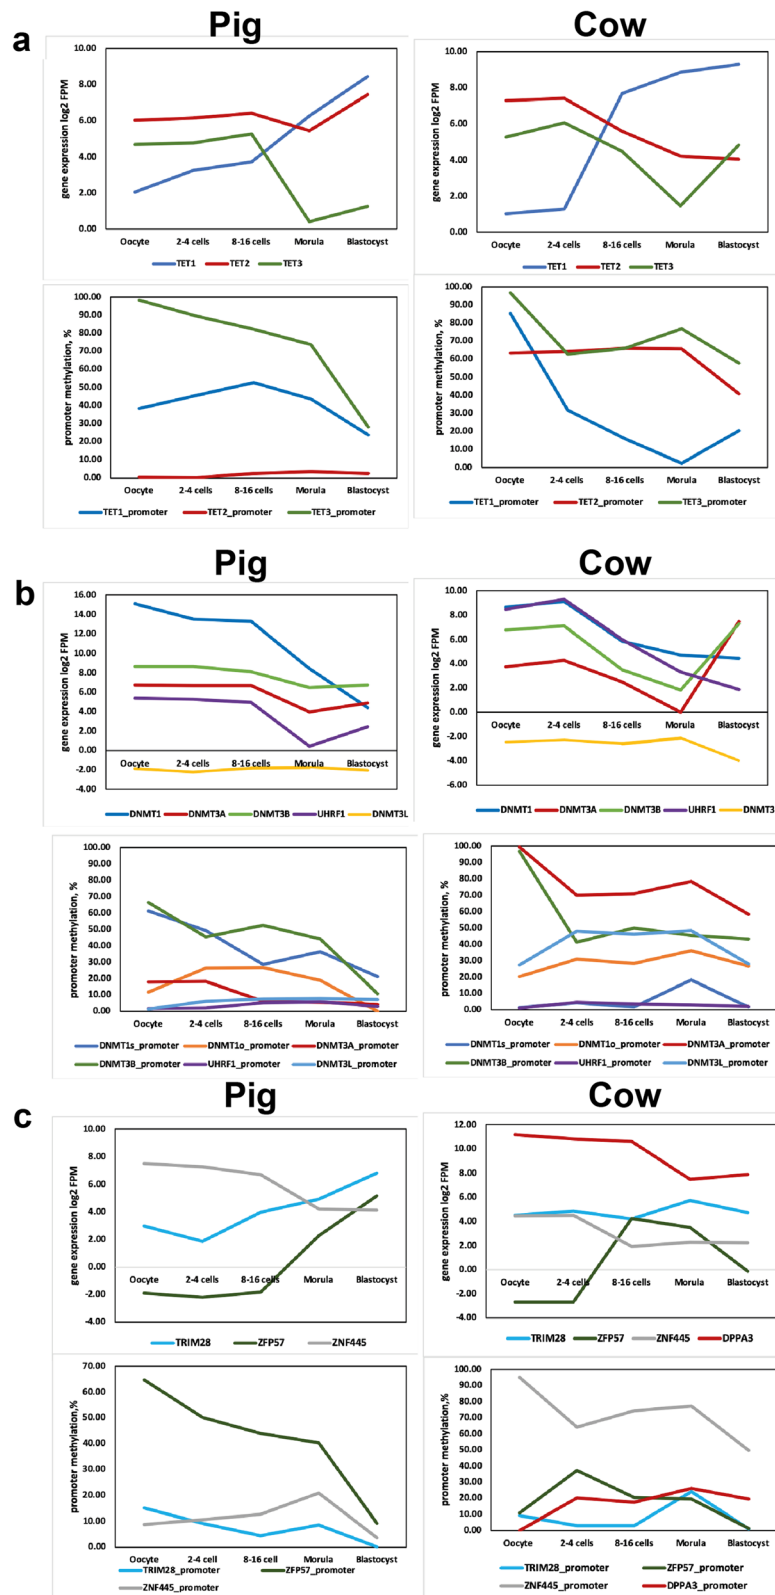 a
Pig
Cow
gene expression log2 FPM
10.00
8.00
6.00
4.00
2.00
0.00
Oocyte 2-4 cells 8-16 cells Morula Blastocyst
TET1 TET2 TET3
gene expression log2 FPM
10.00
8.00
6.00
4.00
2.00
0.00
Oocyte 2-4 cells 8-16 cells Morula Blastocyst
TET1 TET2 TET3
promoter methylation, %
100.00
90.00
80.00
70.00
60.00
50.00
40.00
30.00
20.00
10.00
0.00
Oocyte 2-4 cells 8-16 cells Morula Blastocyst
TET1_promoter TET2_promoter TET3_promoter
promoter methylation, %
100.00
90.00
80.00
70.00
60.00
50.00
40.00
30.00
20.00
10.00
0.00
Oocyte 2-4 cells 8-16 cells Morula Blastocyst
TET1_promoter TET2_promoter TET3_promoter
b
Pig
Cow
gene expression log2 FPM
16.00
14.00
12.00
10.00
8.00
6.00
4.00
2.00
0.00
-2.00
-4.00
Oocyte 2-4 cells 8-16 cells Morula Blastocyst
DNMT1 DNMT3A DNMT3B UHRF1 DNMT3L
gene expression log2 FPM
10.00
8.00
6.00
4.00
2.00
0.00
-2.00
-4.00
-6.00
Oocyte 2-4 cells 8-16 cells Morula Blastocyst
DNMT1 DNMT3A DNMT3B UHRF1 DNMT3
promoter methylation, %
100.00
90.00
80.00
70.00
60.00
50.00
40.00
30.00
20.00
10.00
0.00
Oocyte 2-4 cells 8-16 cells Morula Blastocyst
DNMT1s_promoter DNMT1o_promoter DNMT3A_promoter
DNMT3B_promoter UHRF1_promoter DNMT3L_promoter
promoter methylation, %
100.00
90.00
80.00
70.00
60.00
50.00
40.00
30.00
20.00
10.00
0.00
Oocyte 2-4 cells 8-16 cells Morula Blastocyst
DNMT1s_promoter DNMT1o_promoter DNMT3A_promoter
DNMT3B_promoter UHRF1_promoter DNMT3L_promoter
c
Pig
Cow
gene expression log2 FPM
10.00
8.00
6.00
4.00
2.00
0.00
-2.00
-4.00
Oocyte 2-4 cells 8-16 cells Morula Blastocyst
TRIM28 ZFP57 ZNF445
gene expression log2 FPM
12.00
10.00
8.00
6.00
4.00
2.00
0.00
-2.00
-4.00
Oocyte 2-4 cells 8-16 cells Morula Blastocyst
TRIM28 ZFP57 ZNF445 DPPA3
promoter methylation,%
70.00
60.00
50.00
40.00
30.00
20.00
10.00
0.00
Oocyte 2-4 cell 8-16 cell Morula Blastocyst
TRIM28_promoter ZFP57_promoter
ZNF445_promoter
promoter methylation, %
100.00
90.00
80.00
70.00
60.00
50.00
40.00
30.00
20.00
10.00
0.00
Oocyte 2-4 cells 8-16 cells Morula Blastocyst
TRIM28_promoter ZFP57_promoter
ZNF445_promoter DPPA3_promoter